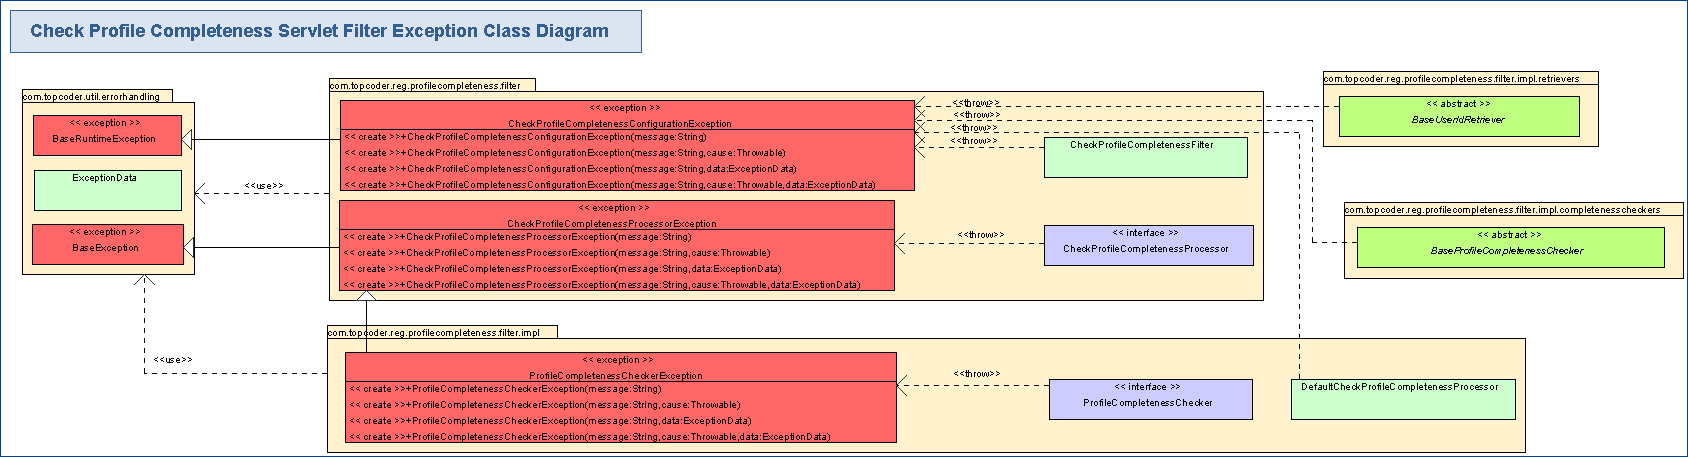 Check Profile Completeness Servlet Filter Exception Class Diagram
com.topcoder.util.errorhandling
<< exception >>
BaseRuntimeException
ExceptionData
<< exception >>
BaseException
<<use>>
<<use>>
com.topcoder.reg.profilecompleteness.filter
<< exception >>
CheckProfileCompletenessConfigurationException
<< create >>+CheckProfileCompletenessConfigurationException(message:String)
<< create >>+CheckProfileCompletenessConfigurationException(message:String,cause:Throwable)
<< create >>+CheckProfileCompletenessConfigurationException(message:String,data:ExceptionData)
<< create >>+CheckProfileCompletenessConfigurationException(message:String,cause:Throwable,data:ExceptionData)
<< exception >>
CheckProfileCompletenessProcessorException
<< create >>+CheckProfileCompletenessProcessorException(message:String)
<< create >>+CheckProfileCompletenessProcessorException(message:String,cause:Throwable)
<< create >>+CheckProfileCompletenessProcessorException(message:String,data:ExceptionData)
<< create >>+CheckProfileCompletenessProcessorException(message:String,cause:Throwable,data:ExceptionData)
<<throw>>
<<throw>>
<<throw>>
<<throw>>
CheckProfileCompletenessFilter
<<throw>>
<< interface >>
CheckProfileCompletenessProcessor
com.topcoder.reg.profilecompleteness.filter.impl.retrievers
<< abstract >>
BaseUserIdRetriever
com.topcoder.reg.profilecompleteness.filter.impl.completenesscheckers
<< abstract >>
BaseProfileCompletenessChecker
com.topcoder.reg.profilecompleteness.filter.impl
<< exception >>
ProfileCompletenessCheckerException
<< create >>+ProfileCompletenessCheckerException(message:String)
<< create >>+ProfileCompletenessCheckerException(message:String,cause:Throwable)
<< create >>+ProfileCompletenessCheckerException(message:String,data:ExceptionData)
<< create >>+ProfileCompletenessCheckerException(message:String,cause:Throwable,data:ExceptionData)
<<throw>>
<< interface >>
ProfileCompletenessChecker
DefaultCheckProfileCompletenessProcessor